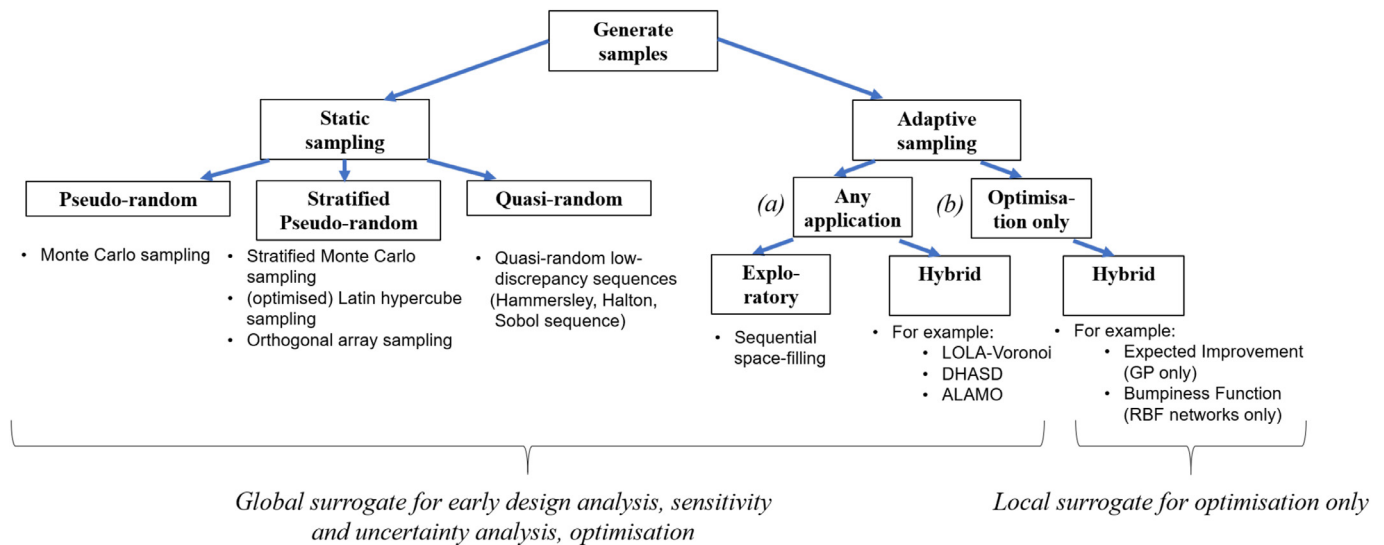 Generate
samples
Static
sampling
Adaptive
sampling
Pseudo-random
Stratified
Pseudo-random
Quasi-random
(a)
Any
application
(b)
Optimisa-
tion only
• Monte Carlo sampling
• Stratified Monte Carlo
sampling
• (optimised) Latin hypercube
sampling
• Orthogonal array sampling
• Quasi-random low-
discrepancy sequences
(Hammersley, Halton,
Sobol sequence)
Explo-
ratory
Hybrid
Hybrid
• Sequential
space-filling
• For example:
• LOLA-Voronoi
• DHASD
• ALAMO
• For example:
• Expected Improvement
(GP only)
• Bumpiness Function
(RBF networks only)
Global surrogate for early design analysis, sensitivity
and uncertainty analysis, optimisation
Local surrogate for optimisation only